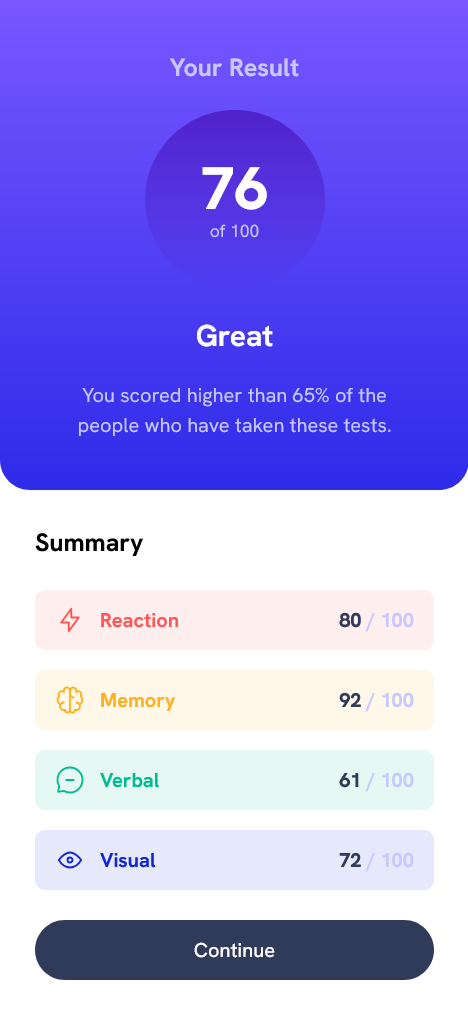 Your Result
76
of 100
Great
You scored higher than 65% of the
people who have taken these tests.
Summary
Reaction 80 / 100
Memory 92 / 100
Verbal 61 / 100
Visual 72 / 100
Continue